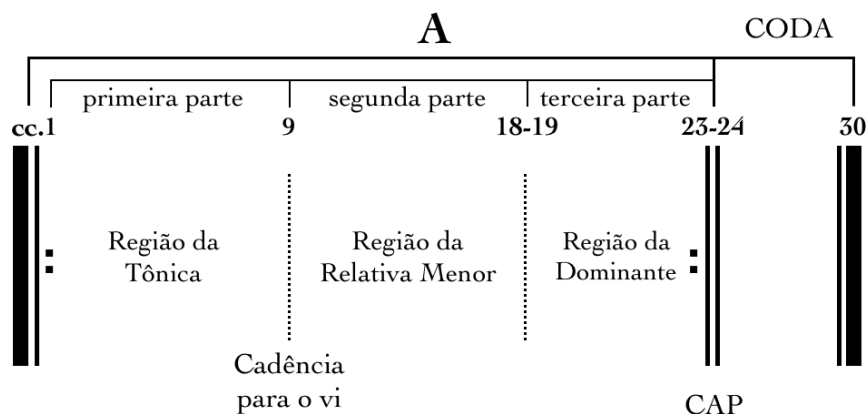 A
CODA
primeira parte
segunda parte
terceira parte
cc.1
9
18-19
23-24
30
Região da
Tônica
Região da
Relativa Menor
Região da
Dominante
Cadência
para o vi
CAP